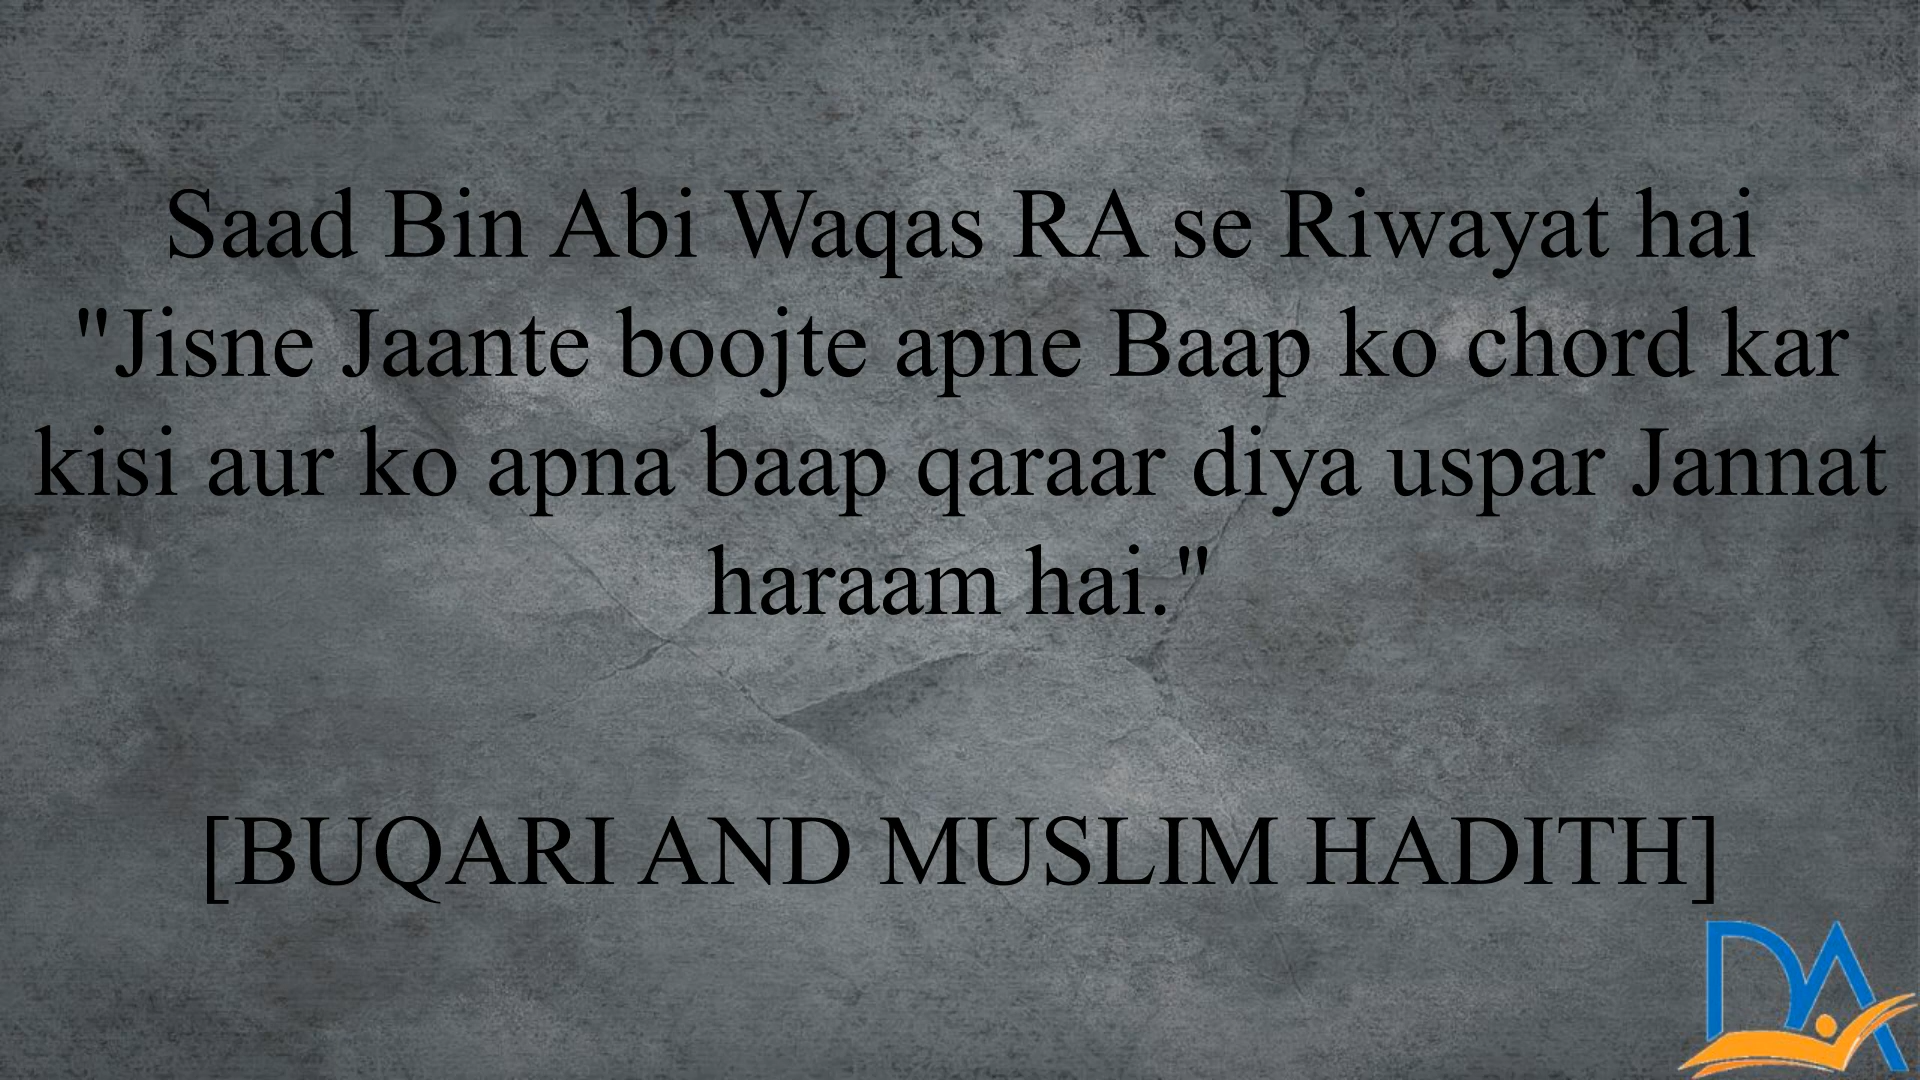 Saad Bin Abi Waqas RA se Riwayat hai
"Jisne Jaante boojte apne Baap ko chord kar
kisi aur ko apna baap qaraar diya uspar Jannat
haraam hai."
[BUQARI AND MUSLIM HADITH]
DA